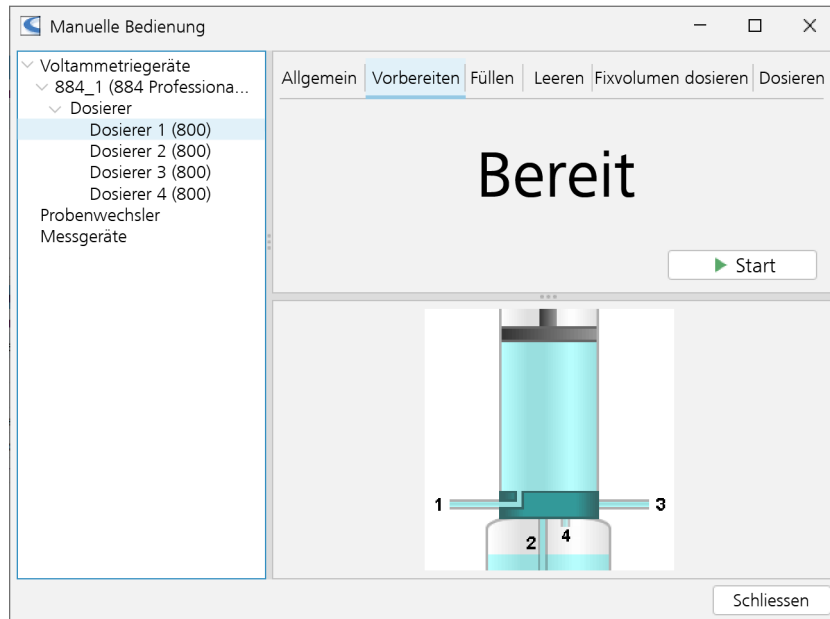 Manuelle Bedienung
Voltammetriegeräte
884_1 (884 Professiona...
Dosierer
Dosierer 1 (800)
Dosierer 2 (800)
Dosierer 3 (800)
Dosierer 4 (800)
Probenwechsler
Messgeräte
Allgemein Vorbereiten Füllen Leeren Fixvolumen dosieren Dosieren
Bereit
Start
1
3
2
4
Schliessen